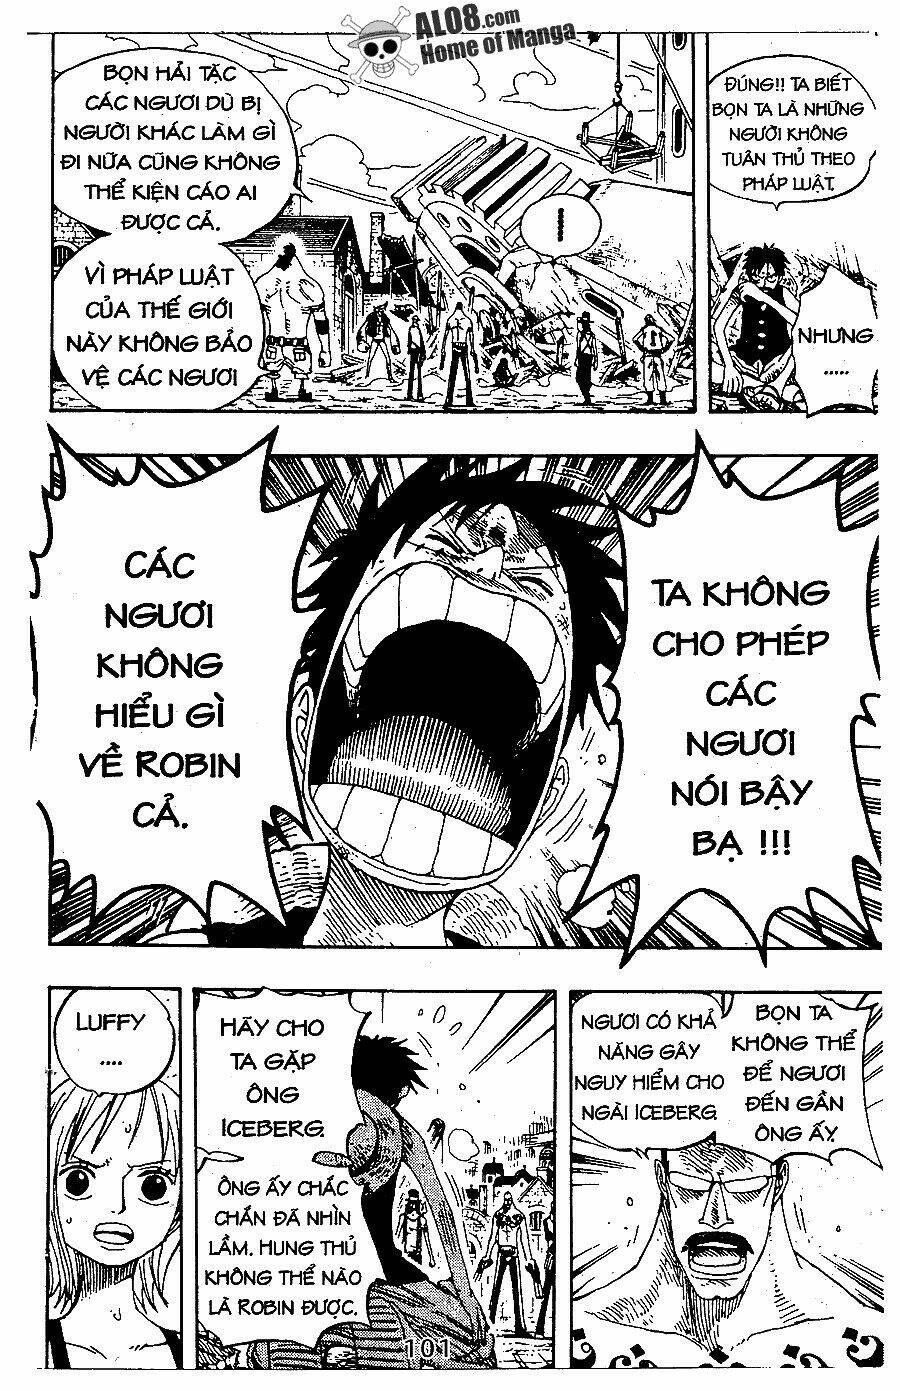 AL08.com
Home of Manga
BỌN HẢI TẶC
CÁC NGƯƠI DÙ BỊ
NGƯỜI KHÁC LÀM GÌ
ĐI NỮA CŨNG KHÔNG
THỂ KIỆN CÁO AI
ĐƯỢC CẢ.
VÌ PHÁP LUẬT
CỦA THẾ GIỚI
NÀY KHÔNG BẢO
VỆ CÁC NGƯƠI
!
ĐÚNG!! TA BIẾT
BỌN TA LÀ NHỮNG
NGƯỜI KHÔNG
TUÂN THỦ THEO
PHÁP LUẬT.
NHƯNG
.....
CÁC
NGƯƠI
KHÔNG
HIỂU GÌ
VỀ ROBIN
CẢ.
TA KHÔNG
CHO PHÉP
CÁC
NGƯƠI
NÓI BẬY
BẠ !!!
LUFFY
....
HÃY CHO
TA GẶP
ÔNG
ICEBERG.
ÔNG ẤY CHẮC
CHẮN ĐÃ NHÌN
LẦM. HUNG THỦ
KHÔNG THỂ NÀO
LÀ ROBIN ĐƯỢC.
NGƯƠI CÓ KHẢ
NĂNG GÂY
NGUY HIỂM CHO
NGÀI ICEBERG.
BỌN TA
KHÔNG THỂ
ĐỂ NGƯƠI
ĐẾN GẦN
ÔNG ẤY.
101